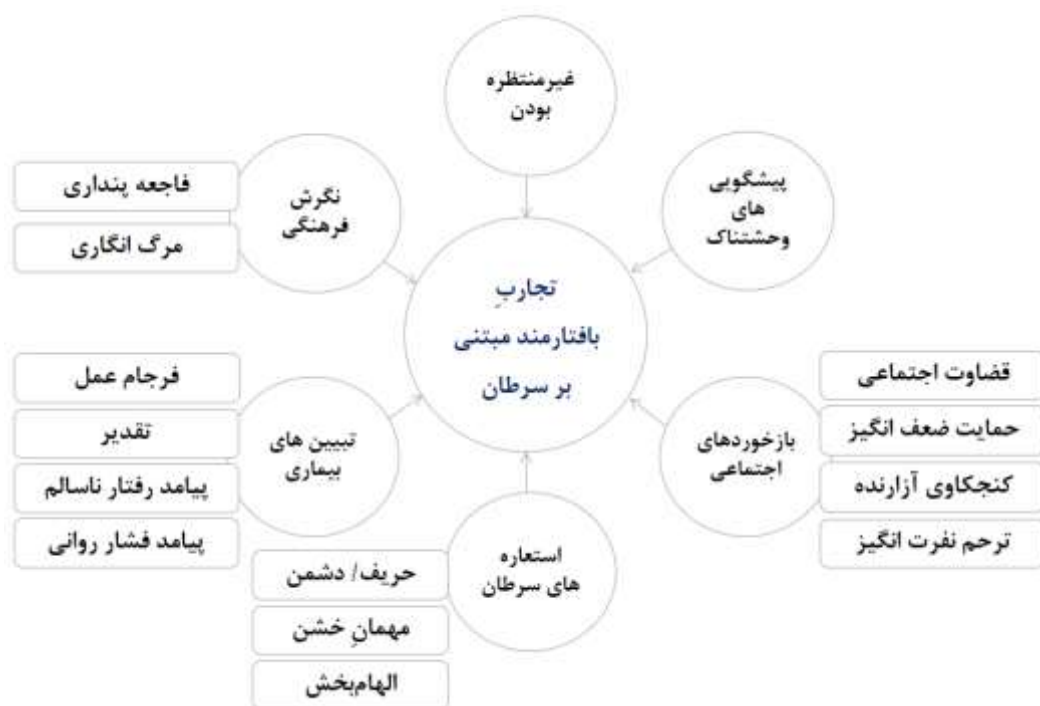 غیرمنتظره
بودن
پیشگویی
های
وحشتناک
نگرش
فرهنگی
فاجعه پنداری
مرگ انگاری
تجاربِ
بافتارمند مبتنی
بر سرطان
بازخوردهای
اجتماعی
قضاوت اجتماعی
حمایت ضعف انگیز
کنجکاوی آزارنده
ترحم نفرت انگیز
تبیین های
بیماری
فرجام عمل
تقدیر
پیامد رفتار ناسالم
پیامد فشار روانی
استعاره
های سرطان
حریف/ دشمن
مهمانِ خشن
الهام‌بخش